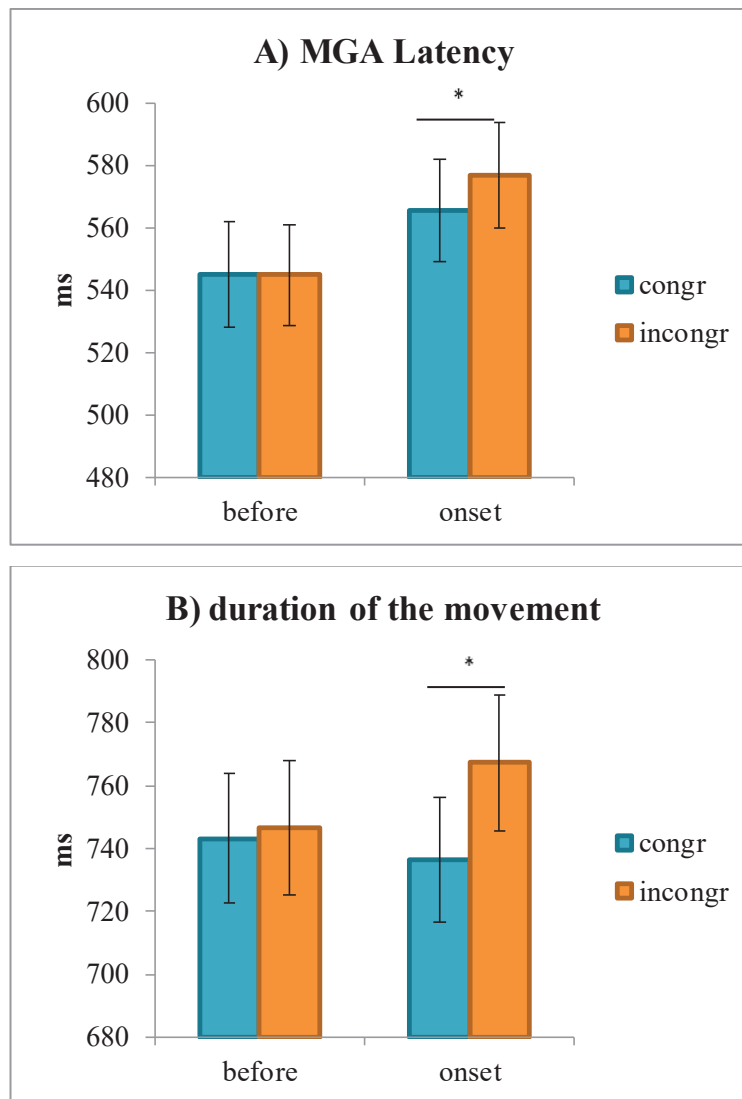 A) MGA Latency
*
600
580
560
540
520
500
480
ms
before onset
congr
incongr
B) duration of the movement
*
800
780
760
740
720
700
680
ms
before onset
congr
incongr